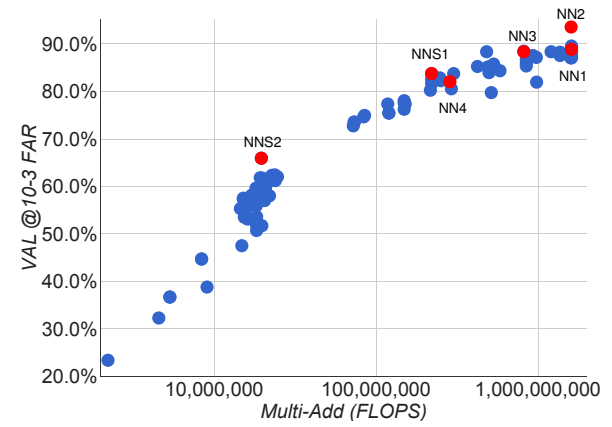 NN2
NN3
90.0%
NNS1
NN1
80.0%
NN4
70.0%
NNS2
60.0%
50.0%
40.0%
30.0%
20.0%
VAL @10-3 FAR
10,000,000
100,000,000
1,000,000,000
Multi-Add (FLOPS)